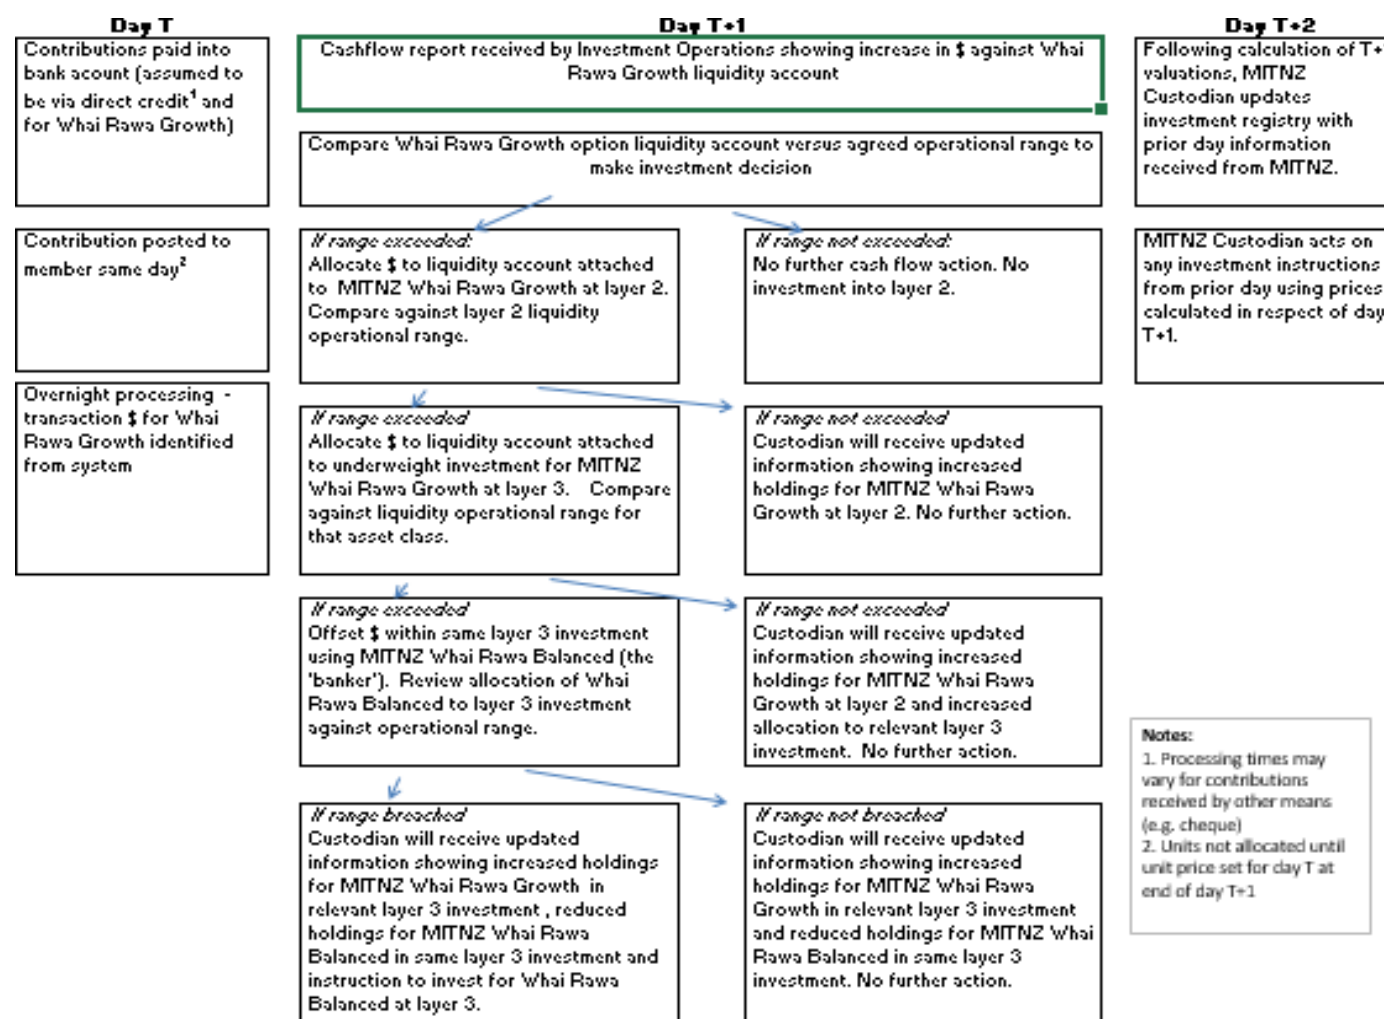 Day T
Contributions paid into
bank acount (assumed to
be via direct credit¹ and
for Whai Rawa Growth)
Contribution posted to
member same day²
Overnight processing -
transaction $ for Whai
Rawa Growth identified
from system
Day T+1
Cashflow report received by Investment Operations showing increase in $ against Whai
Rawa Growth liquidity account
Compare Whai Rawa Growth option liquidity account versus agreed operational range to
make investment decision
If range exceeded:
Allocate $ to liquidity account attached
to MITNZ Whai Rawa Growth at layer 2.
Compare against layer 2 liquidity
operational range.
If range not exceeded:
No further cash flow action. No
investment into layer 2.
If range exceeded
Allocate $ to liquidity account attached
to underweight investment for MITNZ
Whai Rawa Growth at layer 3. Compare
against liquidity operational range for
that asset class.
If range not exceeded
Custodian will receive updated
information showing increased
holdings for MITNZ Whai Rawa
Growth at layer 2. No further action.
If range exceeded
Offset $ within same layer 3 investment
using MITNZ Whai Rawa Balanced (the
'banker'). Review allocation of Whai
Rawa Balanced to layer 3 investment
against operational range.
If range not exceeded
Custodian will receive updated
information showing increased
holdings for MITNZ Whai Rawa
Growth at layer 2 and increased
allocation to relevant layer 3
investment. No further action.
If range breached
Custodian will receive updated
information showing increased holdings
for MITNZ Whai Rawa Growth in
relevant layer 3 investment , reduced
holdings for MITNZ Whai Rawa
Balanced in same layer 3 investment and
instruction to invest for Whai Rawa
Balanced at layer 3.
If range not breached
Custodian will receive updated
information showing increased
holdings for MITNZ Whai Rawa
Growth in relevant layer 3 investment
and reduced holdings for MITNZ Whai
Rawa Balanced in same layer 3
investment. No further action.
Day T+2
Following calculation of T+
valuations, MITNZ
Custodian updates
investment registry with
prior day information
received from MITNZ.
MITNZ Custodian acts on
any investment instructions
from prior day using prices
calculated in respect of day
T+1.
Notes:
1. Processing times may
vary for contributions
received by other means
(e.g. cheque)
2. Units not allocated until
unit price set for day T at
end of day T+1